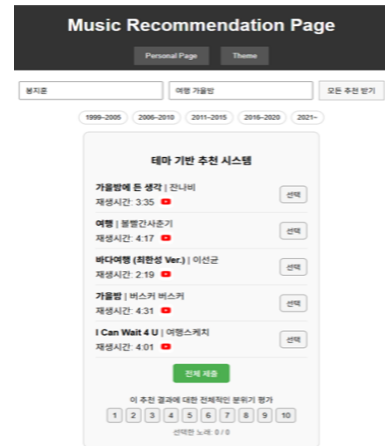 Music Recommendation Page
Personal Page Theme
봉지훈 여행 가을밤 모든 추천 받기
1999~2005 2006~2010 2011~2015 2016~2020 2021~
테마 기반 추천 시스템
가을밤에 든 생각 | 잔나비
재생시간: 3:35
선택
여행 | 볼빨간사춘기
재생시간: 4:17
선택
바다여행 (최한성 Ver.) | 이선균
재생시간: 2:19
선택
가을밤 | 버스커 버스커
재생시간: 4:31
선택
I Can Wait 4 U | 여행스케치
재생시간: 4:01
선택
전체 제출
이 추천 결과에 대한 전체적인 분위기 평가
1 2 3 4 5 6 7 8 9 10
선택한 노래: 0 / 0